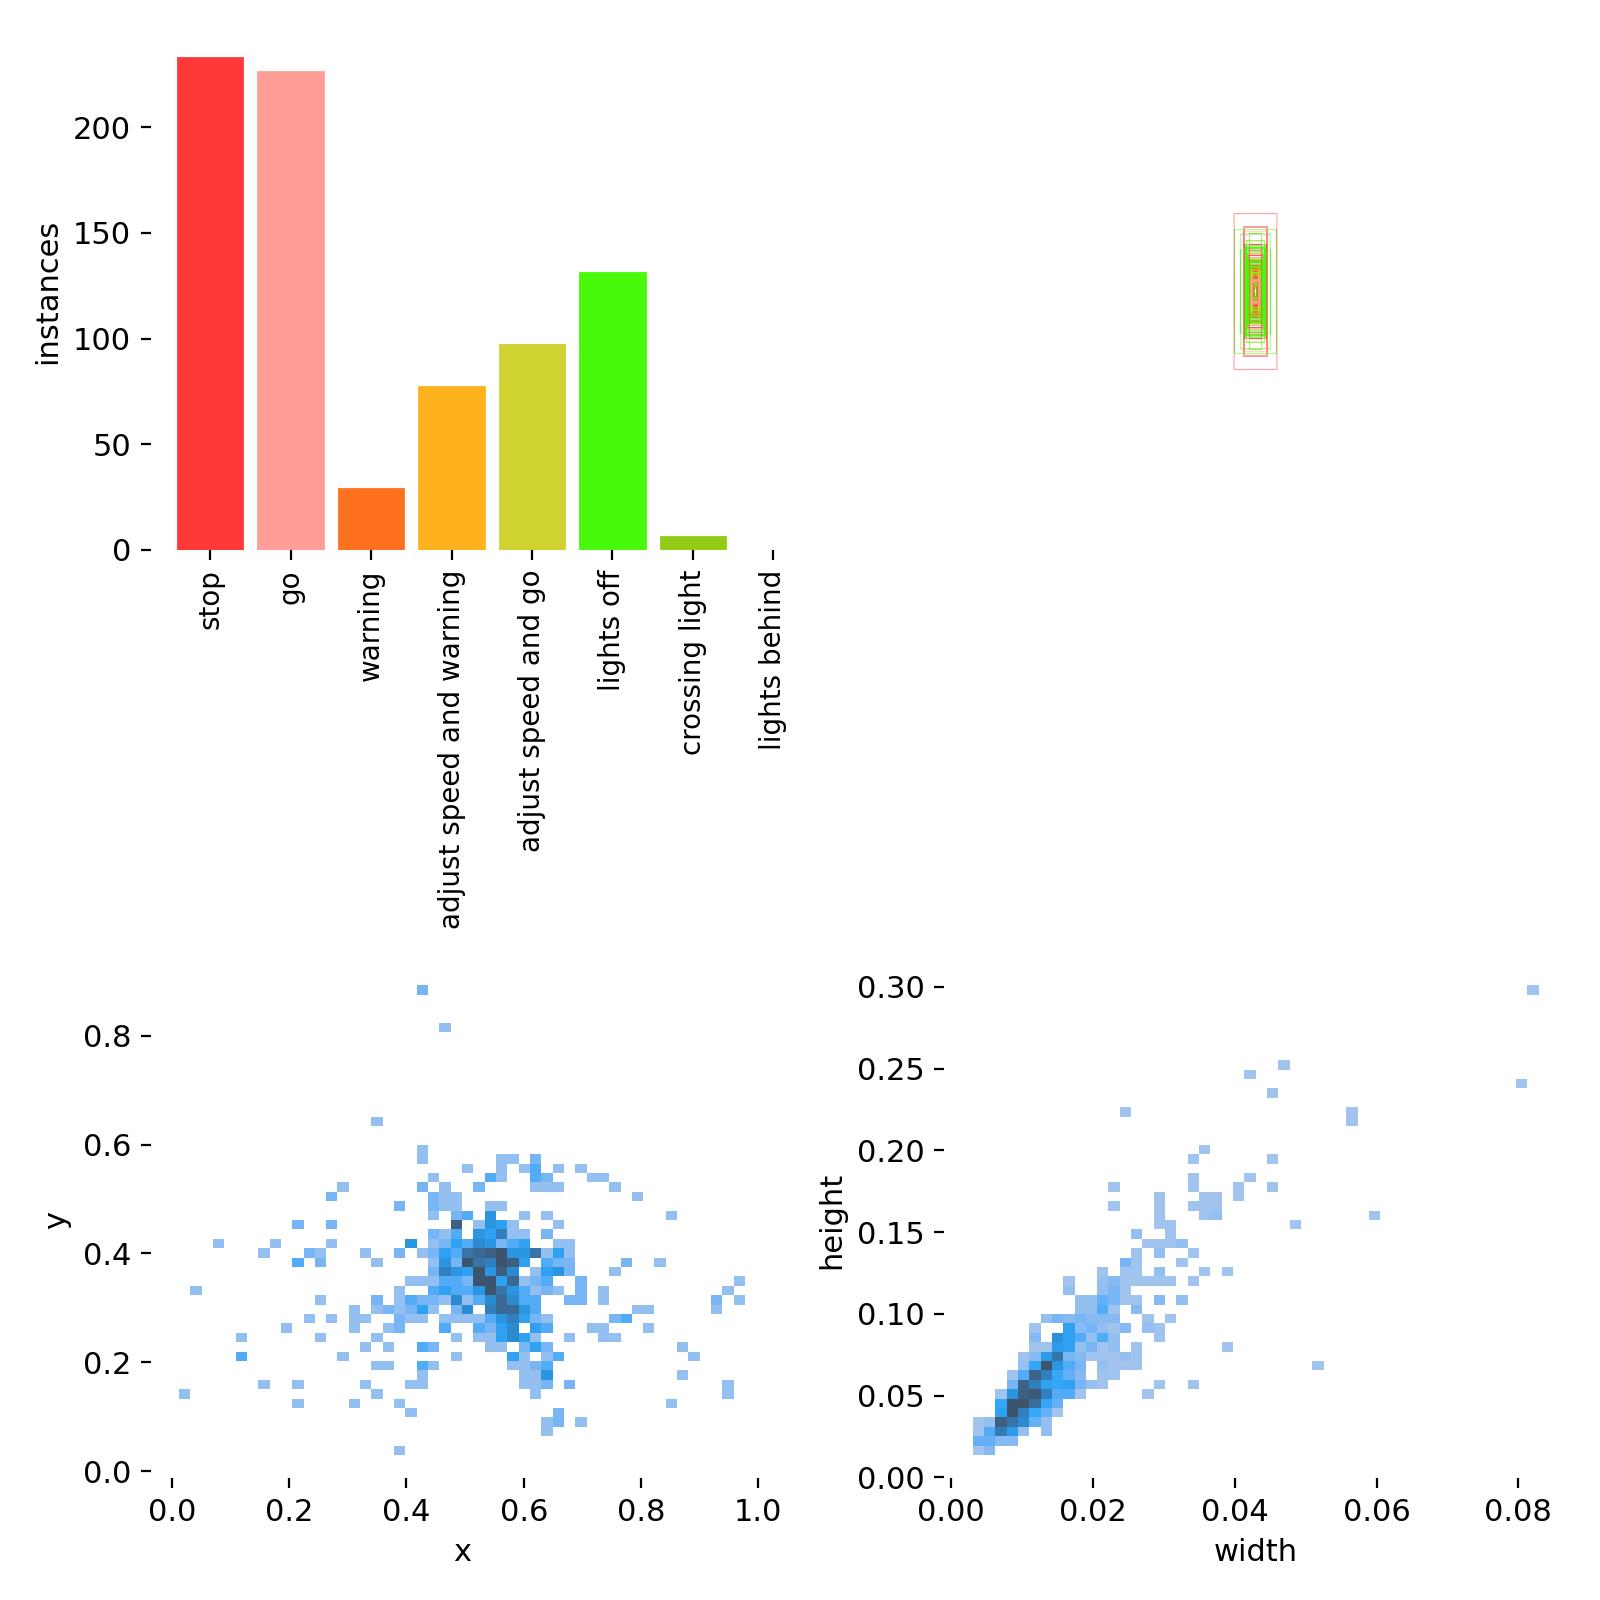 instances
200
150
100
50
0
stop
go
warning
adjust speed and warning
adjust speed and go
lights off
crossing light
lights behind
y
0.8
0.6
0.4
0.2
0.0
0.0 0.2 0.4 0.6 0.8 1.0
x
height
0.30
0.25
0.20
0.15
0.10
0.05
0.00
0.00 0.02 0.04 0.06 0.08
width